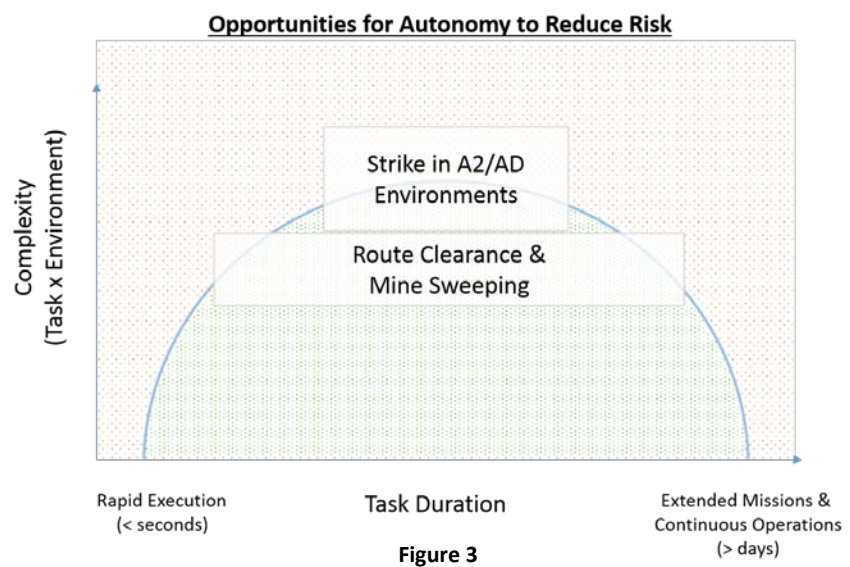 Opportunities for Autonomy to Reduce Risk
Complexity
(Task x Environment)
Strike in A2/AD
Environments
Route Clearance &
Mine Sweeping
Rapid Execution
(< seconds)
Task Duration
Extended Missions &
Continuous Operations
(> days)
Figure 3